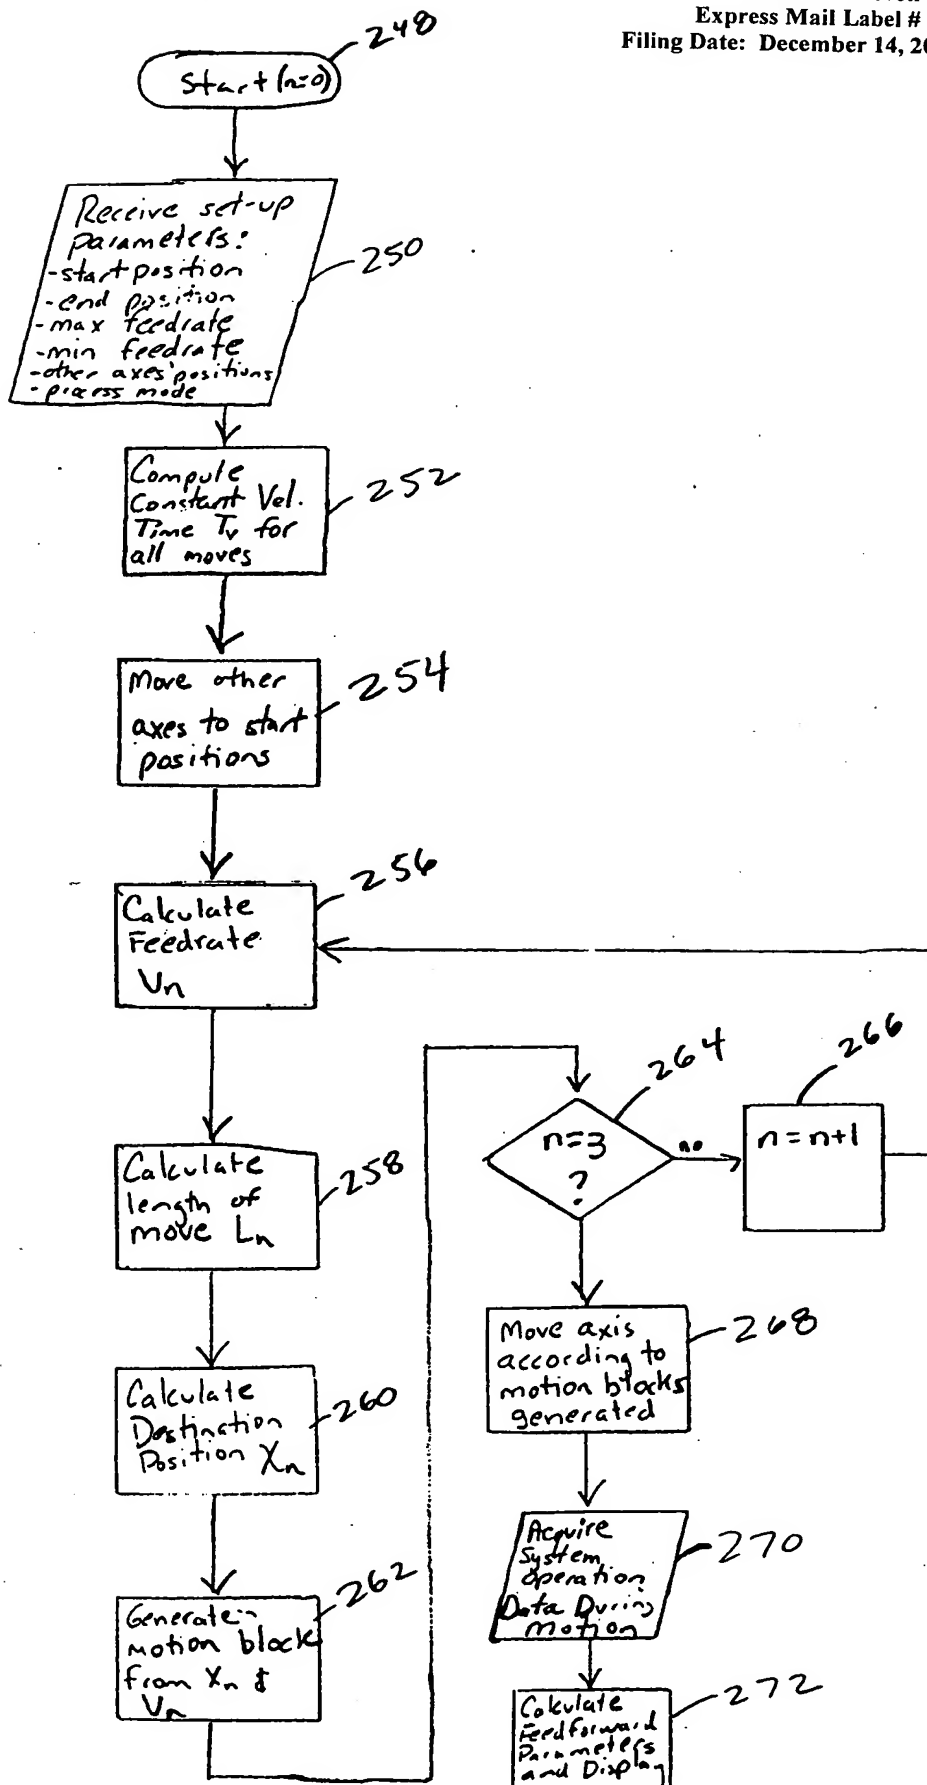 Express Mail Label #
Filing Date: December 14, 20
248
Start (n=0)
Receive set-up
parameters:
-start position
-end position
-max feedrate
-min feedrate
-other axes' positions
-process mode
250
Compute
Constant Vel.
Time Tv for
all moves
252
Move other
axes to start
positions
254
Calculate
Feedrate
Vn
256
Calculate
length of
move Ln
258
Calculate
Destination
Position Xn
260
Generate
motion block
from Xn &
Vn
262
n=3
?
264
no
n=n+1
266
Move axis
according to
motion blocks
generated
268
Acquire
System
operation
Data During
Motion
270
Calculate
Feedforward
Parameters
and Display
272